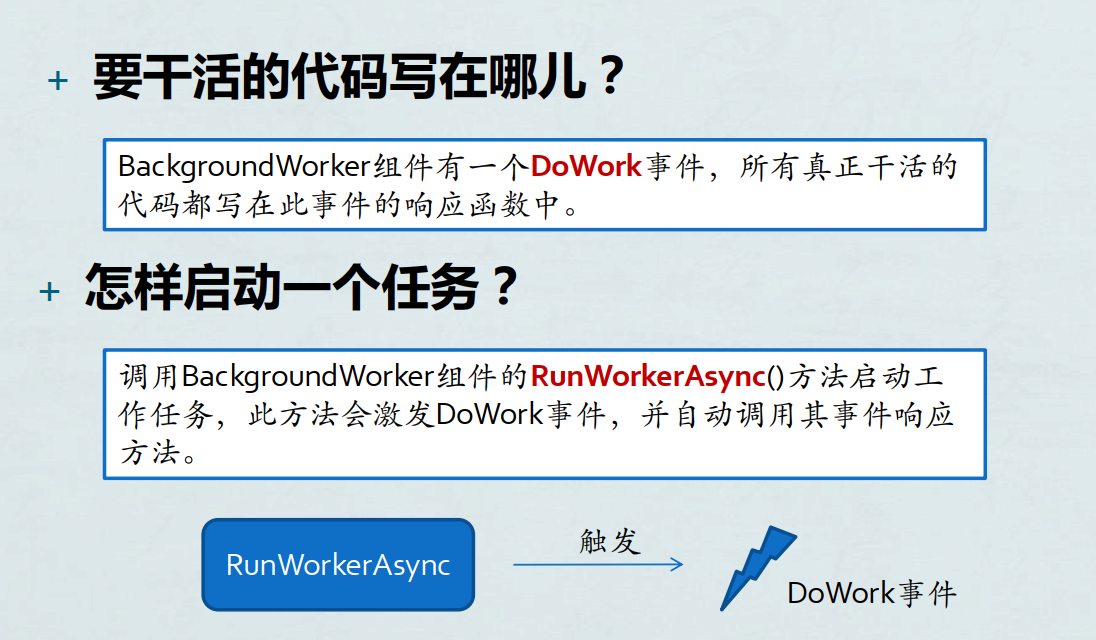 + 要干活的代码写在哪儿？
BackgroundWorker组件有一个DoWork事件，所有真正干活的
代码都写在此事件的响应函数中。
+ 怎样启动一个任务？
调用BackgroundWorker组件的RunWorkerAsync()方法启动工
作任务，此方法会激发DoWork事件，并自动调用其事件响应
方法。
RunWorkerAsync
触发
DoWork事件